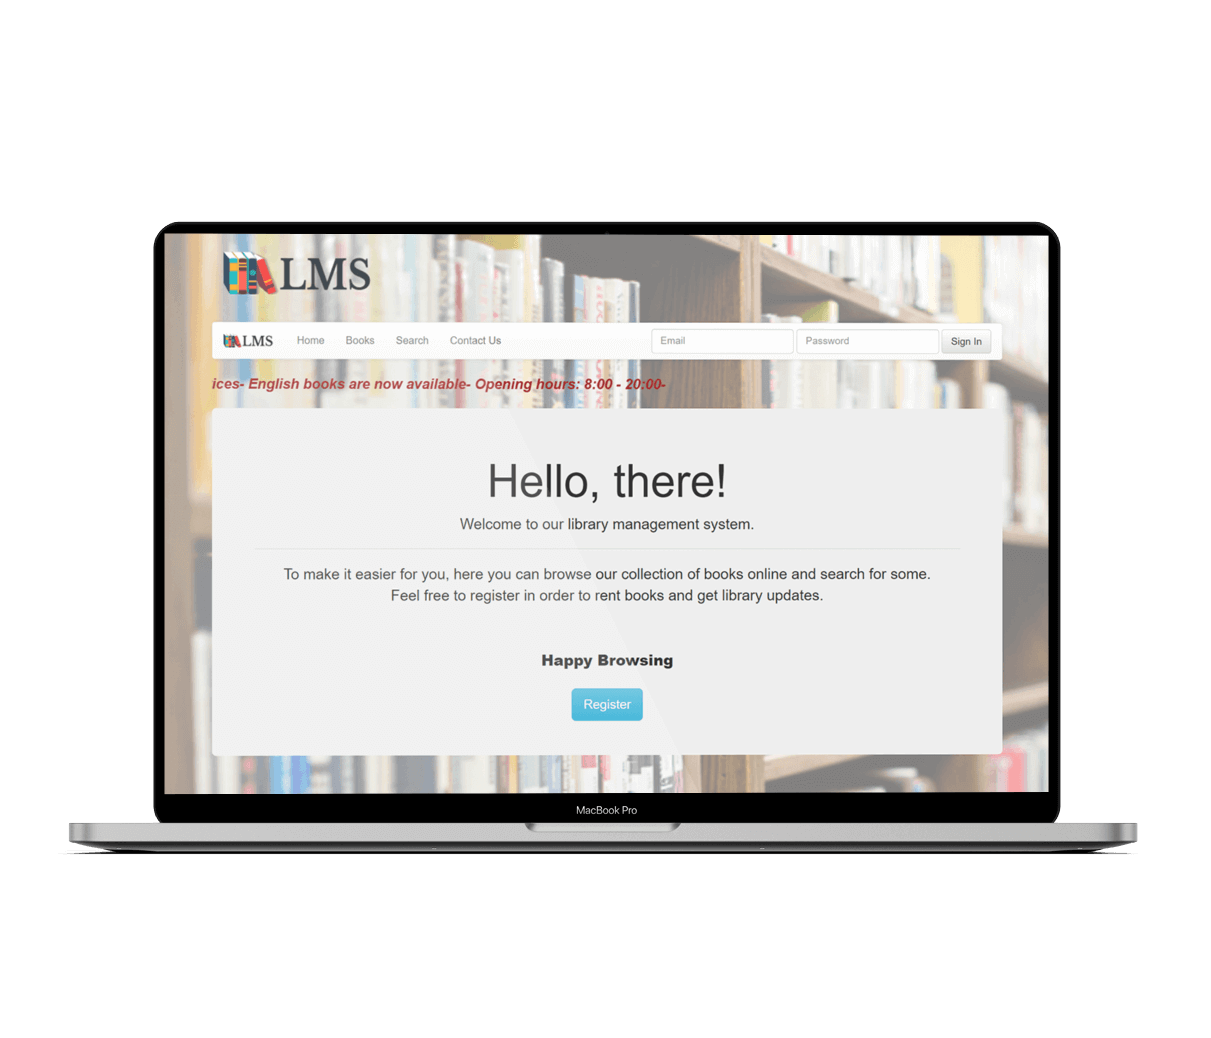 LMS
LMS Home Books Search Contact Us Email Password Sign In
ices- English books are now available- Opening hours: 8:00 - 20:00-
Hello, there!
Welcome to our library management system.
To make it easier for you, here you can browse our collection of books online and search for some.
Feel free to register in order to rent books and get library updates.
Happy Browsing
Register
MacBook Pro